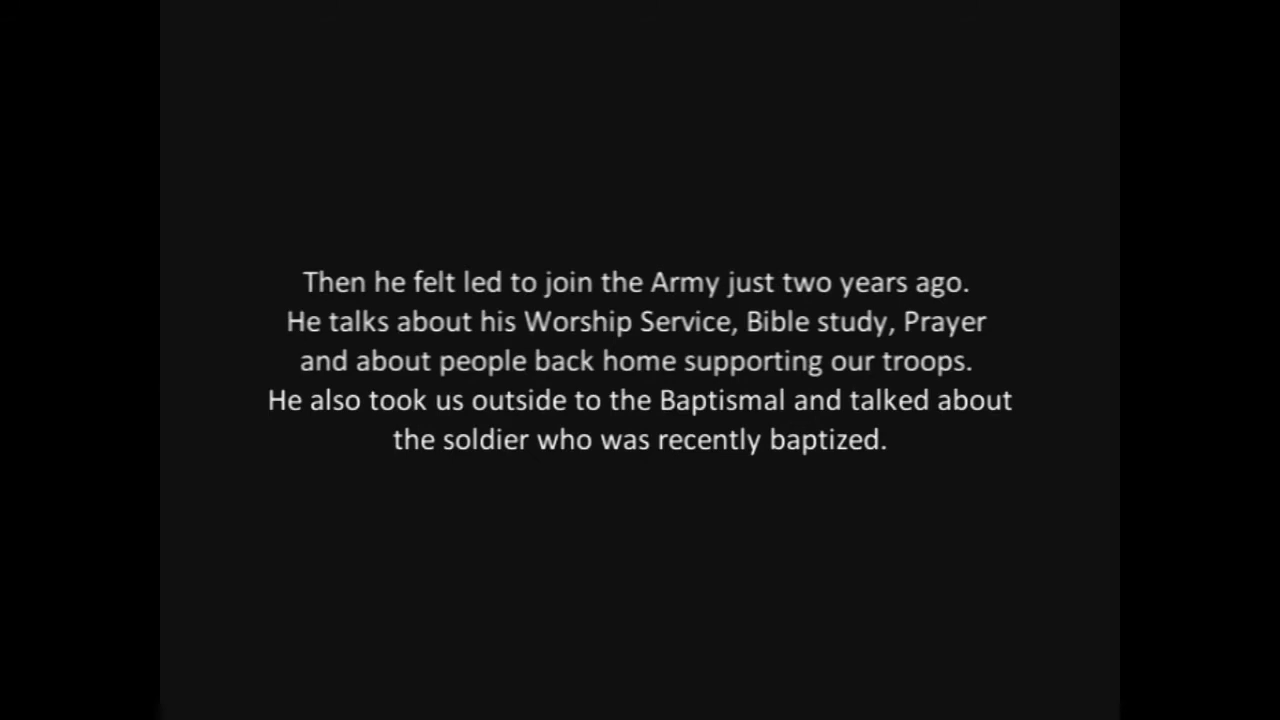 Then he felt led to join the Army just two years ago.
He talks about his Worship Service, Bible study, Prayer
and about people back home supporting our troops.
He also took us outside to the Baptismal and talked about
the soldier who was recently baptized.